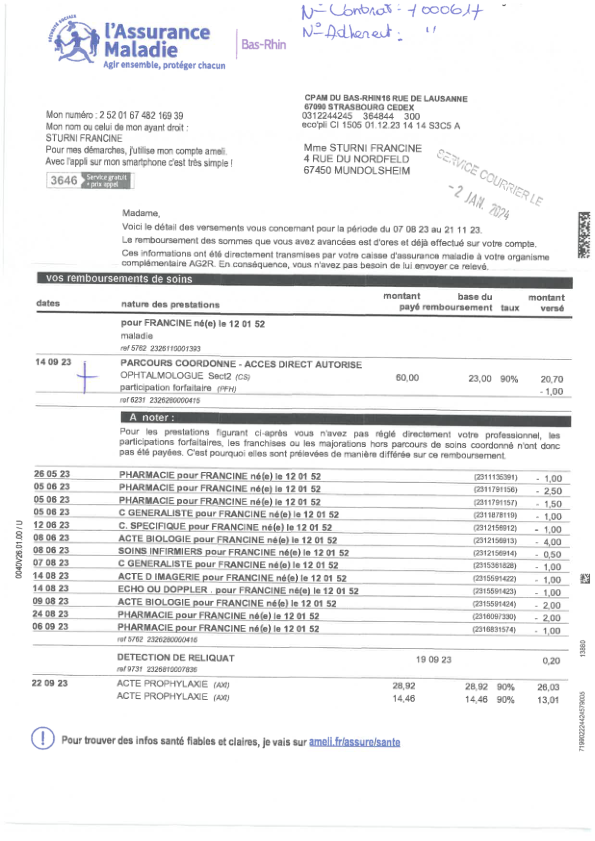 N° Contrat : 1000617
N° Adhérent : "
l'Assurance
Maladie
Agir ensemble, protéger chacun
Bas-Rhin
CPAM DU BAS-RHIN16 RUE DE LAUSANNE
67090 STRASBOURG CEDEX
0312244245 364844 300
eco'pli CI 1505 01.12.23 14 14 S3C5 A
Mon numéro : 2 52 01 67 482 169 39
Mon nom ou celui de mon ayant droit :
STURNI FRANCINE
Pour mes démarches, j'utilise mon compte ameli.
Avec l'appli sur mon smartphone c'est très simple !
3646 Service gratuit + prix appel
Mme STURNI FRANCINE
4 RUE DU NORDFELD
67450 MUNDOLSHEIM
SERVICE COURRIER LE
- 2 JAN. 2024
Madame,
Voici le détail des versements vous concernant pour la période du 07 08 23 au 21 11 23.
Le remboursement des sommes que vous avez avancées est d'ores et déjà effectué sur votre compte.
Ces informations ont été directement transmises par votre caisse d'assurance maladie à votre organisme
complémentaire AG2R. En conséquence, vous n'avez pas besoin de lui envoyer ce relevé.
vos remboursements de soins
dates nature des prestations montant payé base du remboursement taux montant versé
pour FRANCINE né(e) le 12 01 52
maladie
ref 5762 2326110001393
14 09 23 PARCOURS COORDONNE - ACCES DIRECT AUTORISE
OPHTALMOLOGUE Sect2 (CS) 60,00 23,00 90% 20,70
participation forfaitaire (PFH) - 1,00
ref 6231 2326280000415
A noter :
Pour les prestations figurant ci-après vous n'avez pas réglé directement votre professionnel, les
participations forfaitaires, les franchises ou les majorations hors parcours de soins coordonné n'ont donc
pas été payées. C'est pourquoi elles sont prélevées de manière différée sur ce remboursement.
26 05 23 PHARMACIE pour FRANCINE né(e) le 12 01 52 (2311135391) - 1,00
05 06 23 PHARMACIE pour FRANCINE né(e) le 12 01 52 (2311791156) - 2,50
05 06 23 PHARMACIE pour FRANCINE né(e) le 12 01 52 (2311791157) - 1,50
05 06 23 C GENERALISTE pour FRANCINE né(e) le 12 01 52 (2311878119) - 1,00
12 06 23 C. SPECIFIQUE pour FRANCINE né(e) le 12 01 52 (2312156912) - 1,00
08 06 23 ACTE BIOLOGIE pour FRANCINE né(e) le 12 01 52 (2312156913) - 4,00
08 06 23 SOINS INFIRMIERS pour FRANCINE né(e) le 12 01 52 (2312156914) - 0,50
07 08 23 C GENERALISTE pour FRANCINE né(e) le 12 01 52 (2315381828) - 1,00
14 08 23 ACTE D IMAGERIE pour FRANCINE né(e) le 12 01 52 (2315591422) - 1,00
14 08 23 ECHO OU DOPPLER . pour FRANCINE né(e) le 12 01 52 (2315591423) - 1,00
09 08 23 ACTE BIOLOGIE pour FRANCINE né(e) le 12 01 52 (2315591424) - 2,00
24 08 23 PHARMACIE pour FRANCINE né(e) le 12 01 52 (2316097330) - 2,00
06 09 23 PHARMACIE pour FRANCINE né(e) le 12 01 52 (2316831574) - 1,00
ref 5762 2326280000416
DETECTION DE RELIQUAT 19 09 23 0,20
ref 9731 2326810007836
22 09 23 ACTE PROPHYLAXIE (AXI) 28,92 28,92 90% 26,03
ACTE PROPHYLAXIE (AXI) 14,46 14,46 90% 13,01
Pour trouver des infos santé fiables et claires, je vais sur ameli.fr/assure/sante